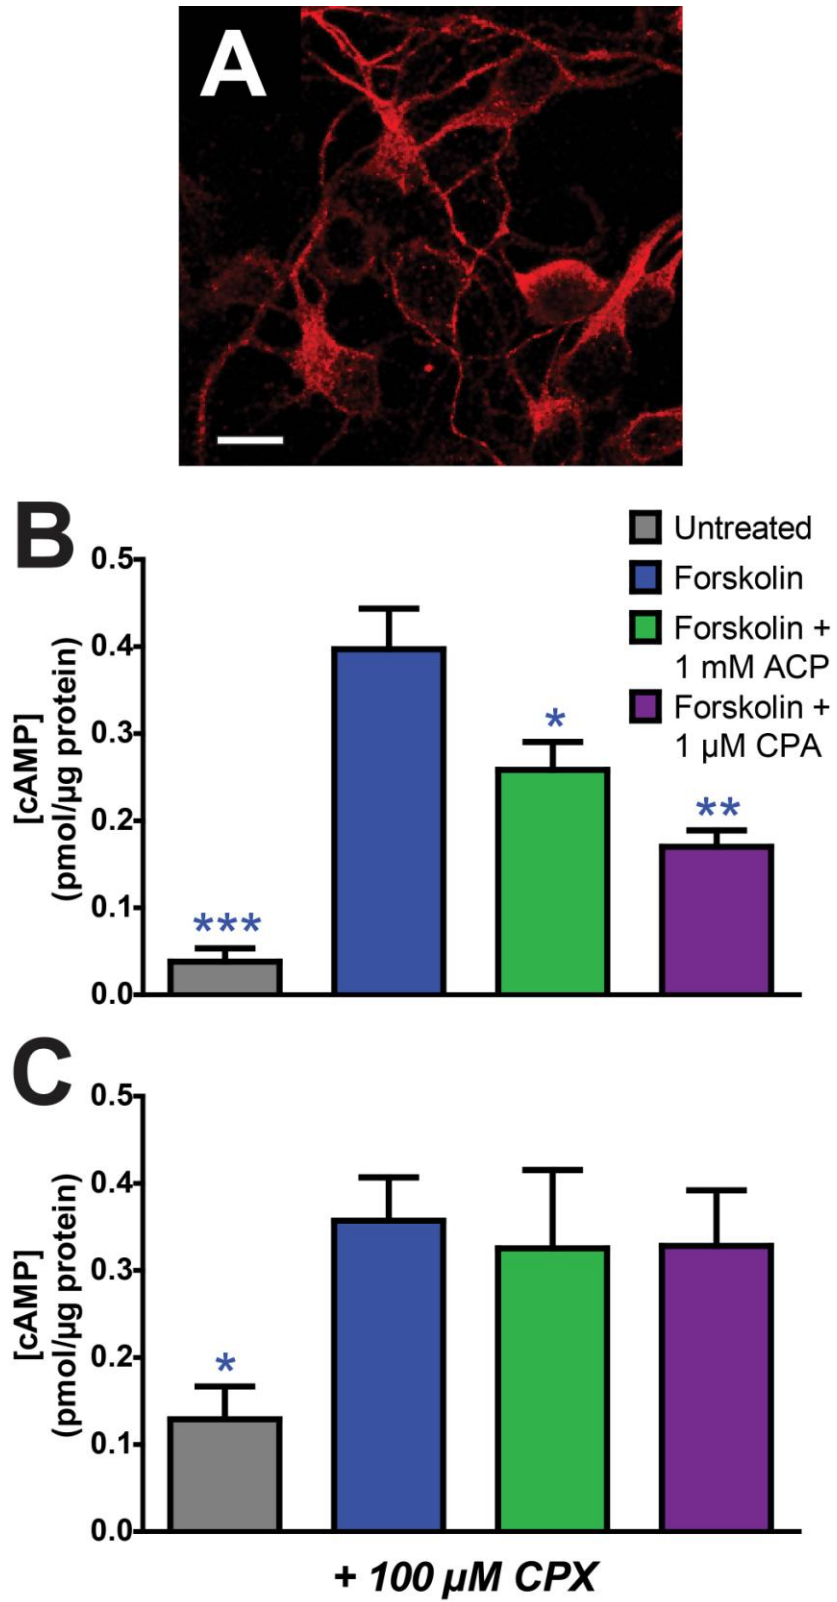 A
B
Untreated
Forskolin
Forskolin +
1 mM ACP
Forskolin +
1 µM CPA
[cAMP]
(pmol/µg protein)
0.5
0.4
0.3
0.2
0.1
0.0
***
*
**
C
[cAMP]
(pmol/µg protein)
0.5
0.4
0.3
0.2
0.1
0.0
*
+ 100 µM CPX